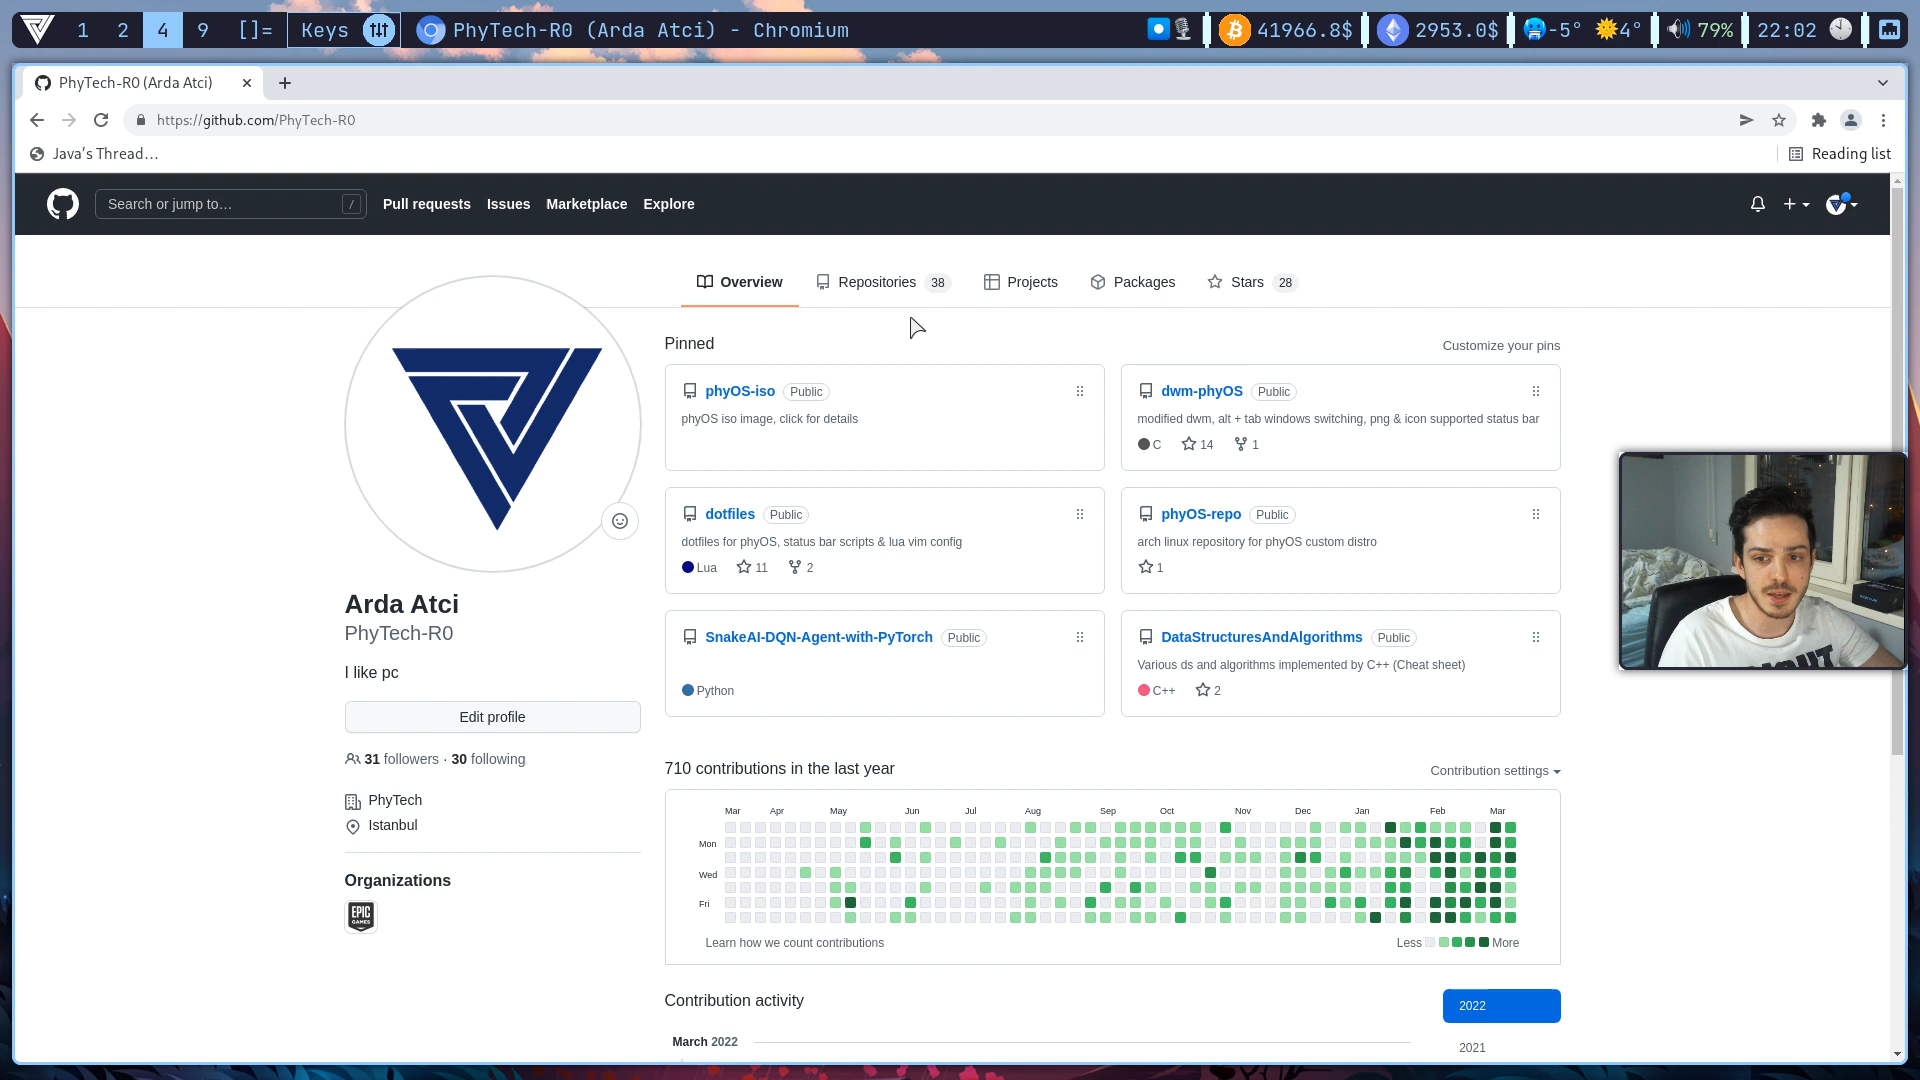 1 2 4 9 []= Keys PhyTech-R0 (Arda Atci) - Chromium 41966.8$ 2953.0$ -5° 4° 79% 22:02
PhyTech-R0 (Arda Atci)
https://github.com/PhyTech-R0
Java's Thread… Reading list
Search or jump to… / Pull requests Issues Marketplace Explore
Overview Repositories 38 Projects Packages Stars 28
Pinned Customize your pins
phyOS-iso Public
phyOS iso image, click for details
dwm-phyOS Public
modified dwm, alt + tab windows switching, png & icon supported status bar
C 14 1
dotfiles Public
dotfiles for phyOS, status bar scripts & lua vim config
Lua 11 2
phyOS-repo Public
arch linux repository for phyOS custom distro
1
SnakeAI-DQN-Agent-with-PyTorch Public
Python
DataStructuresAndAlgorithms Public
Various ds and algorithms implemented by C++ (Cheat sheet)
C++ 2
Arda Atci
PhyTech-R0
I like pc
Edit profile
31 followers · 30 following
PhyTech
Istanbul
Organizations
EPIC
GAMES
710 contributions in the last year Contribution settings
Mar Apr May Jun Jul Aug Sep Oct Nov Dec Jan Feb Mar
Mon
Wed
Fri
Learn how we count contributions Less More
Contribution activity
2022
2021
March 2022